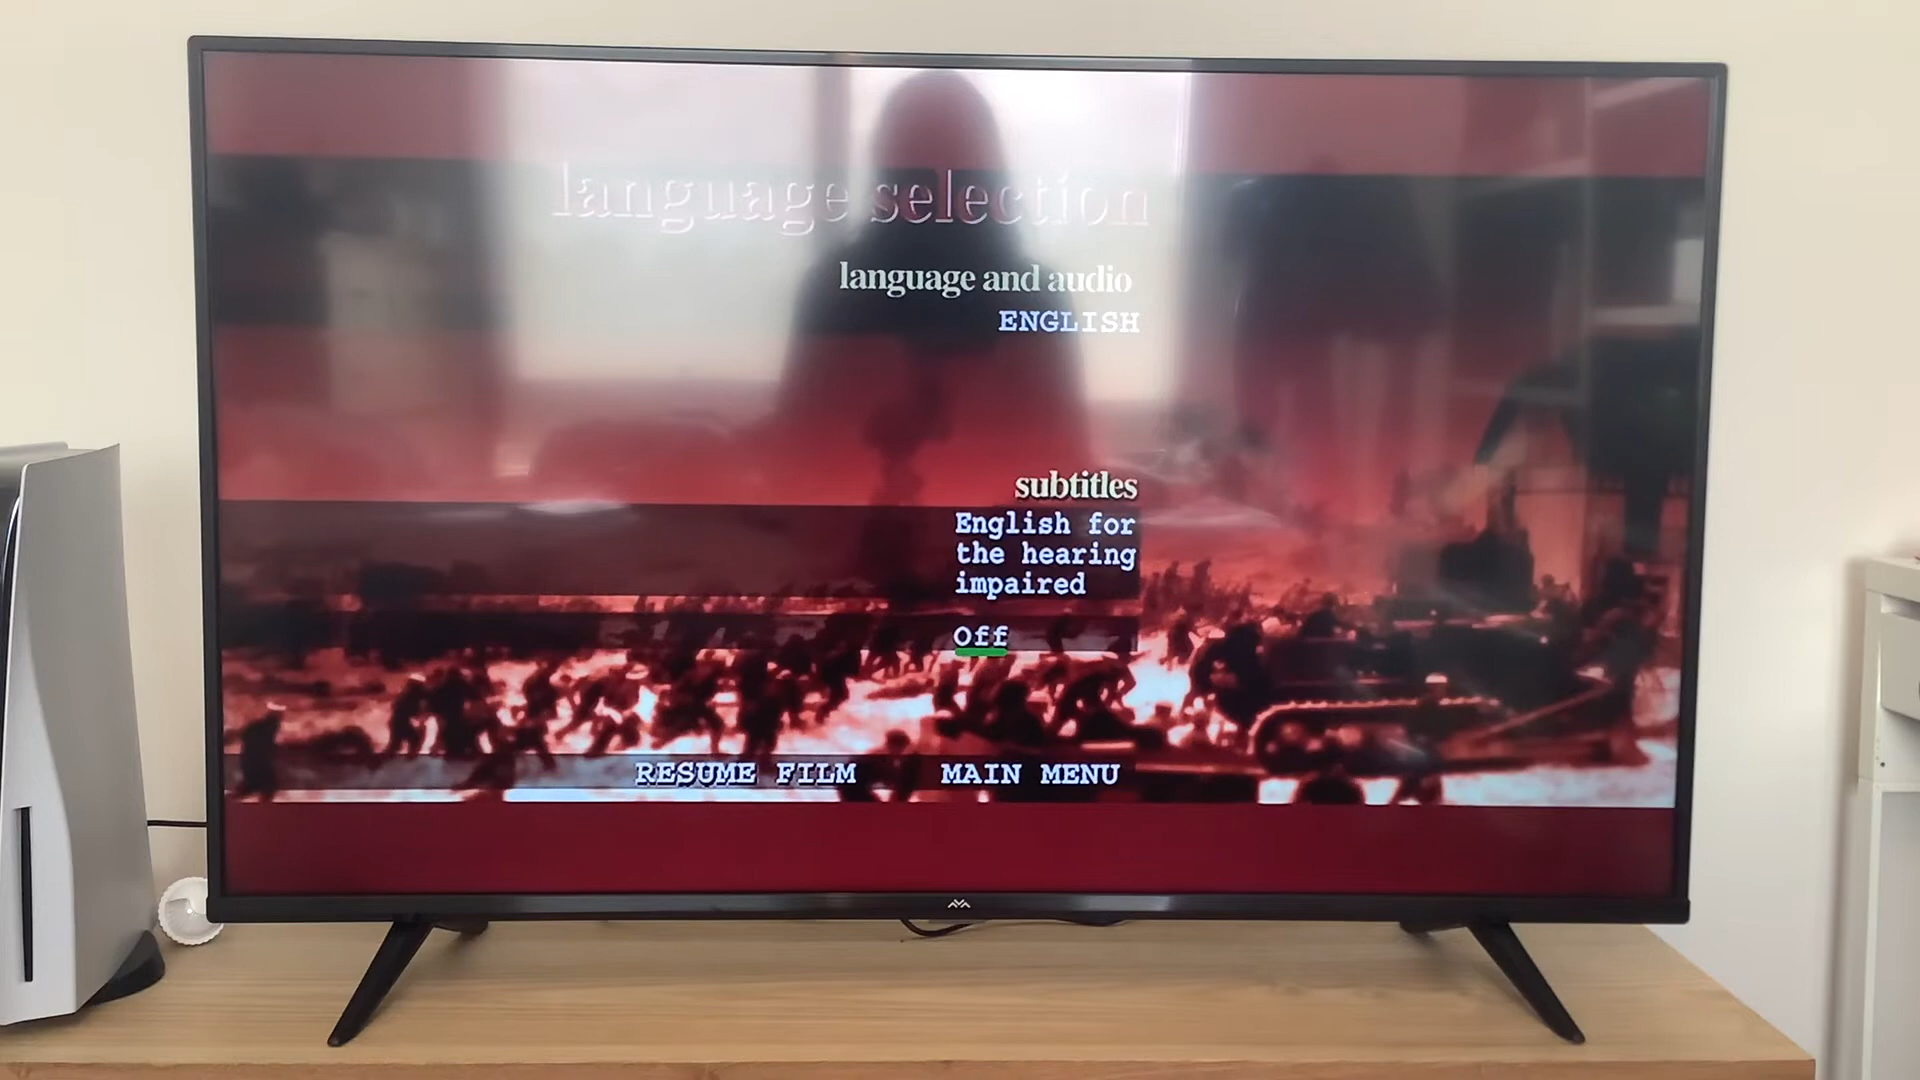 language selection
language and audio
ENGLISH
subtitles
English for
the hearing
impaired
Off
RESUME FILM MAIN MENU